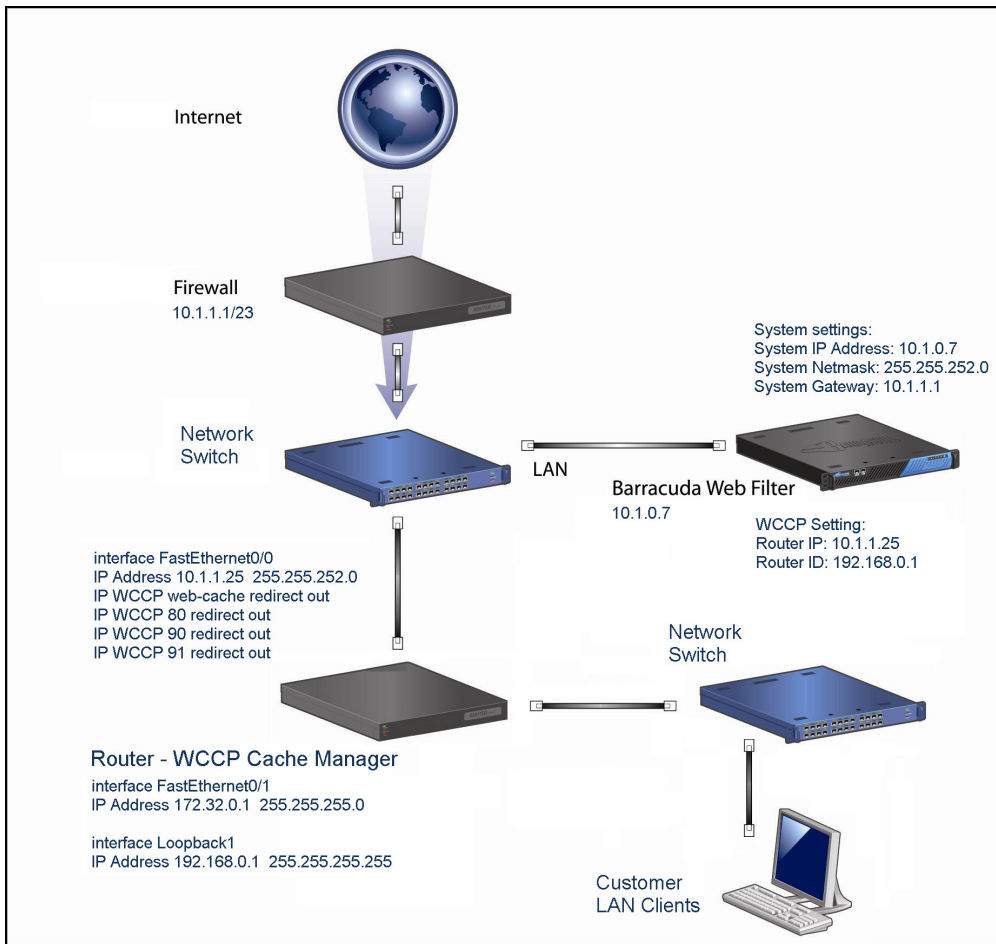 Internet
Firewall
10.1.1.1/23
System settings:
System IP Address: 10.1.0.7
System Netmask: 255.255.252.0
System Gateway: 10.1.1.1
Network
Switch
LAN
Barracuda Web Filter
10.1.0.7
WCCP Setting:
Router IP: 10.1.1.25
Router ID: 192.168.0.1
interface FastEthernet0/0
IP Address 10.1.1.25 255.255.252.0
IP WCCP web-cache redirect out
IP WCCP 80 redirect out
IP WCCP 90 redirect out
IP WCCP 91 redirect out
Network
Switch
Router - WCCP Cache Manager
interface FastEthernet0/1
IP Address 172.32.0.1 255.255.255.0
interface Loopback1
IP Address 192.168.0.1 255.255.255.255
Customer
LAN Clients